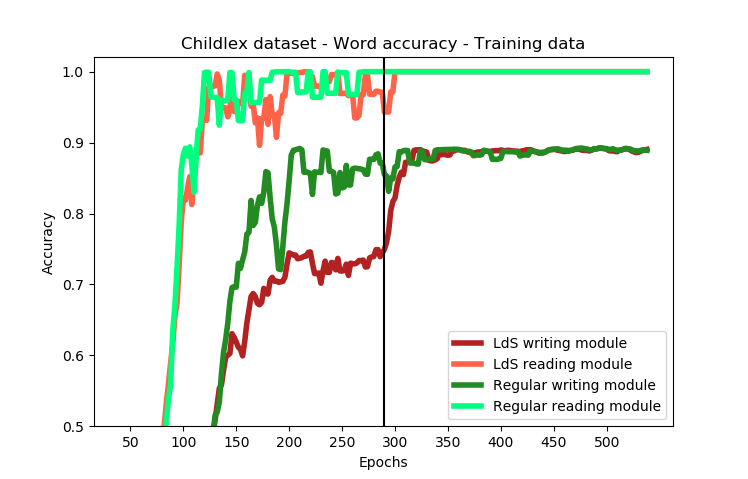 Childlex dataset - Word accuracy - Training data
1.0
0.9
0.8
0.7
0.6
0.5
Accuracy
50 100 150 200 250 300 350 400 450 500
Epochs
LdS writing module
LdS reading module
Regular writing module
Regular reading module